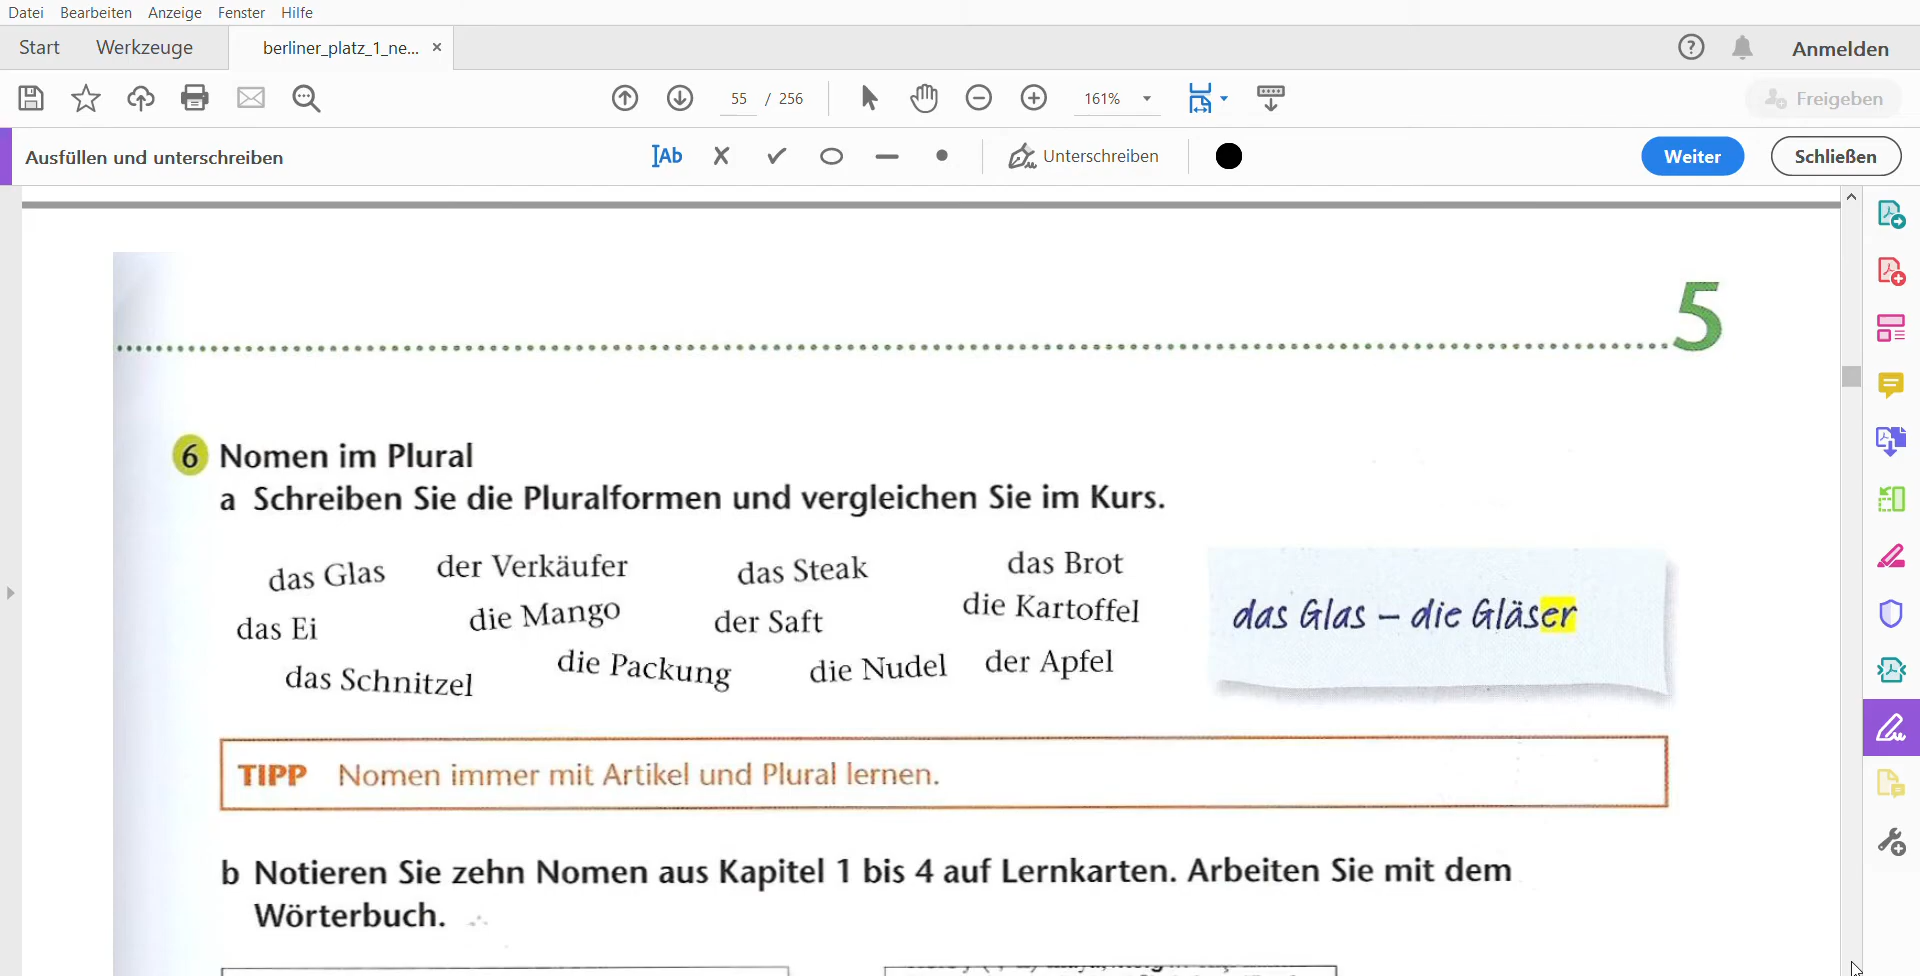 Datei Bearbeiten Anzeige Fenster Hilfe
Start Werkzeuge berliner_platz_1_ne... ×
Anmelden
55 / 256 161% Freigeben
Ausfüllen und unterschreiben Ab Unterschreiben Weiter Schließen
5
6 Nomen im Plural
a Schreiben Sie die Pluralformen und vergleichen Sie im Kurs.
das Glas der Verkäufer das Steak das Brot
das Ei die Mango der Saft die Kartoffel
das Schnitzel die Packung die Nudel der Apfel
das Glas – die Gläser
TIPP Nomen immer mit Artikel und Plural lernen.
b Notieren Sie zehn Nomen aus Kapitel 1 bis 4 auf Lernkarten. Arbeiten Sie mit dem
Wörterbuch.